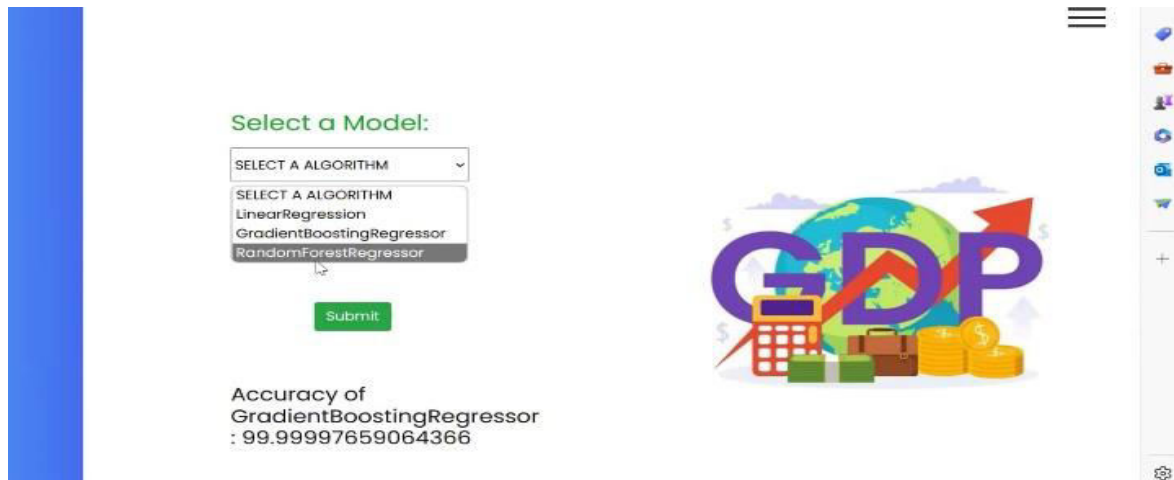 Select a Model:
SELECT A ALGORITHM
SELECT A ALGORITHM
LinearRegression
GradientBoostingRegressor
RandomForestRegressor
Submit
Accuracy of
GradientBoostingRegressor
: 99.99997659064366
GDP